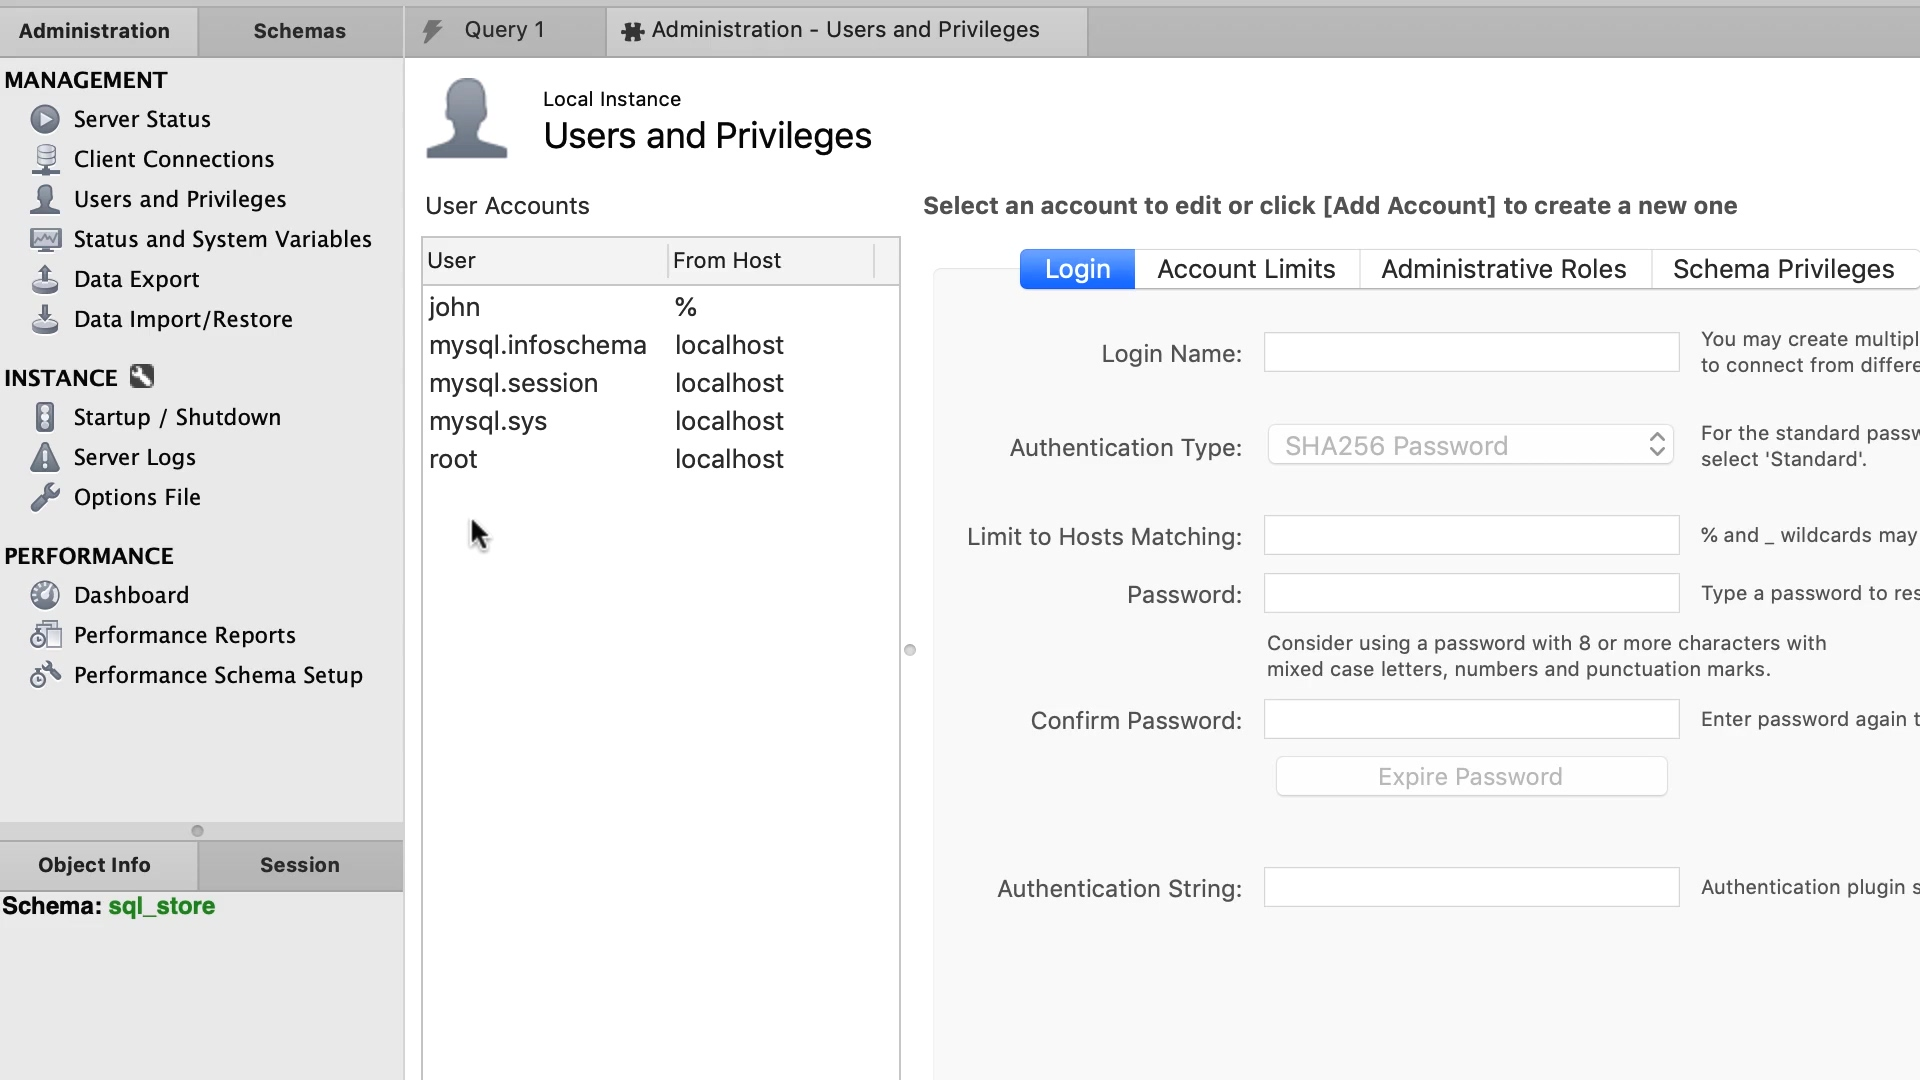 Administration
Schemas
Query 1
Administration - Users and Privileges
MANAGEMENT
Server Status
Client Connections
Users and Privileges
Status and System Variables
Data Export
Data Import/Restore
INSTANCE
Startup / Shutdown
Server Logs
Options File
PERFORMANCE
Dashboard
Performance Reports
Performance Schema Setup
Object Info
Session
Schema: sql_store
Local Instance
Users and Privileges
User Accounts
User From Host
john %
mysql.infoschema localhost
mysql.session localhost
mysql.sys localhost
root localhost
Select an account to edit or click [Add Account] to create a new one
Login Account Limits Administrative Roles Schema Privileges
Login Name:
You may create
to connect from
Authentication Type: SHA256 Password
For the standard
select 'Standard'.
Limit to Hosts Matching:
% and _ wildcards may
Password:
Type a password to
Consider using a password with 8 or more characters with
mixed case letters, numbers and punctuation marks.
Confirm Password:
Enter password again
Expire Password
Authentication String:
Authentication plugin